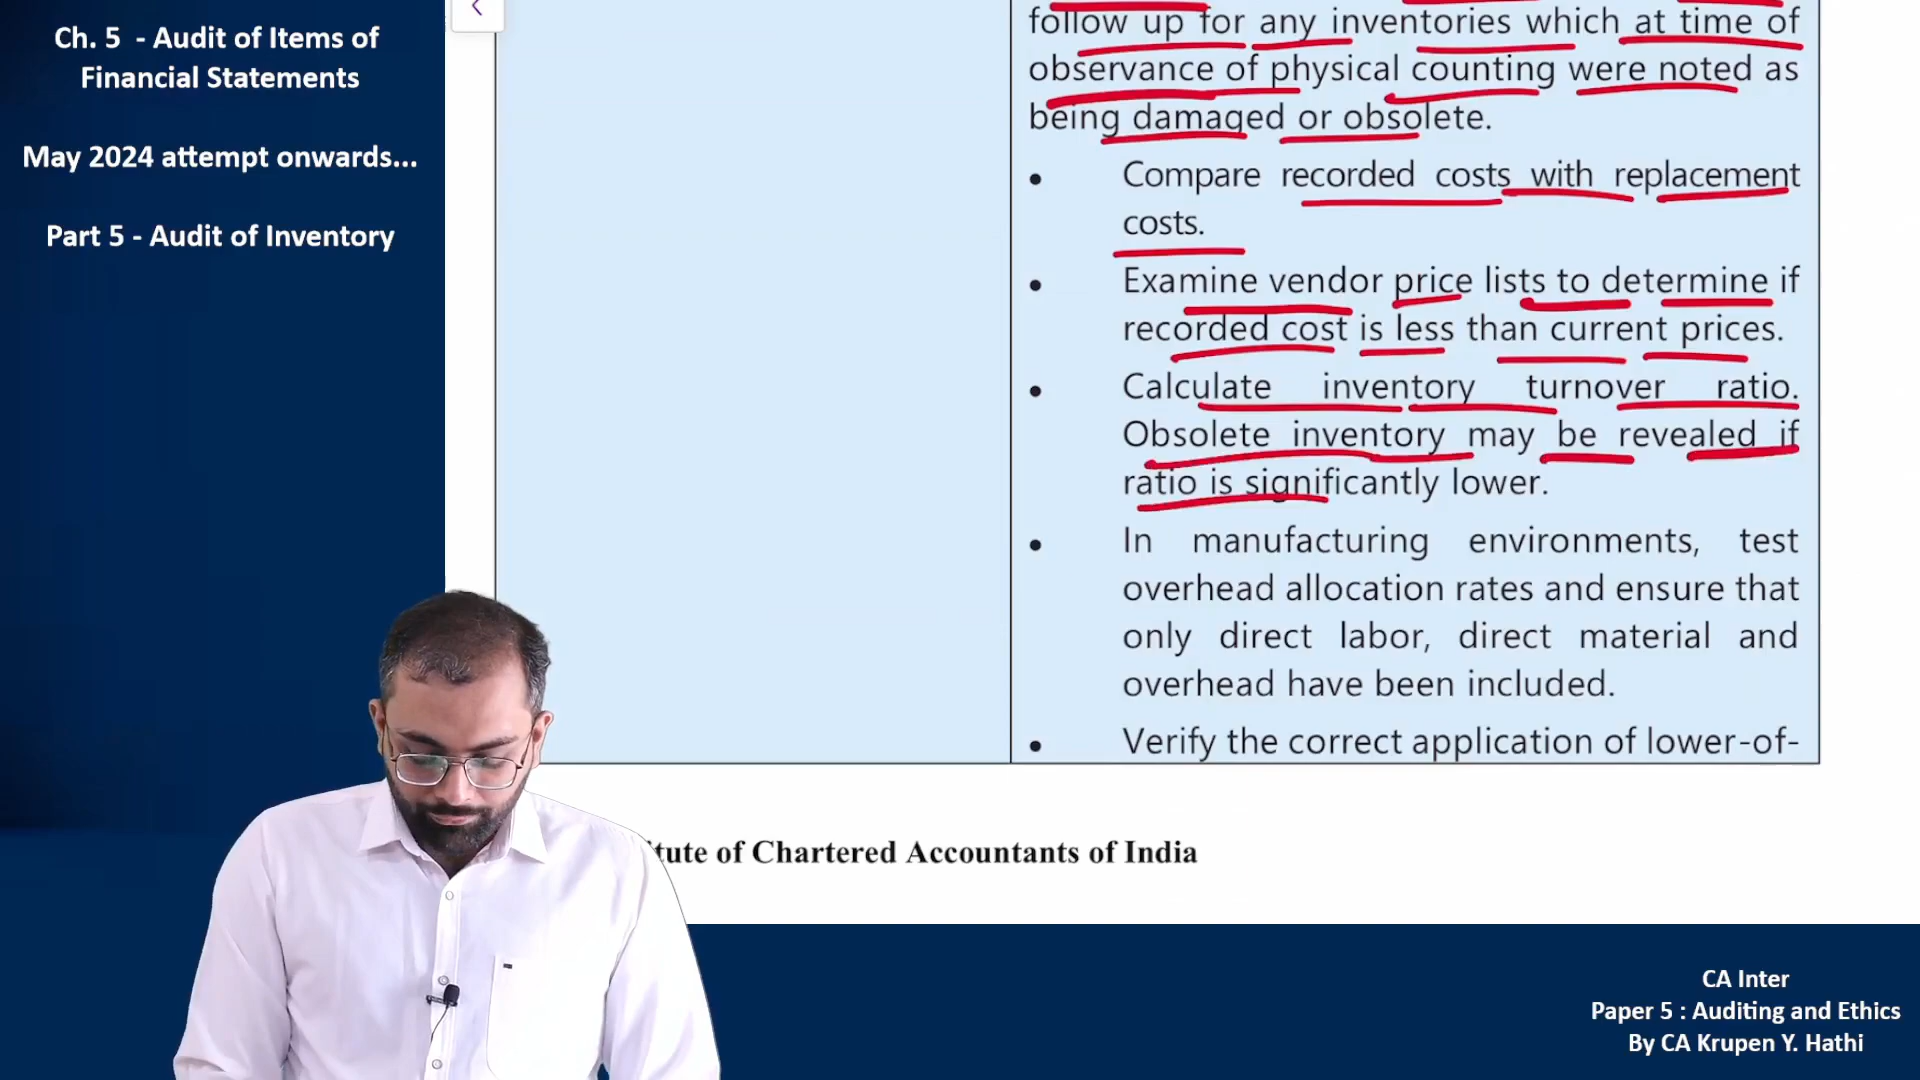 Ch. 5 - Audit of Items of
Financial Statements
May 2024 attempt onwards...
Part 5 - Audit of Inventory
follow up for any inventories which at time of
observance of physical counting were noted as
being damaged or obsolete.
• Compare recorded costs with replacement
costs.
• Examine vendor price lists to determine if
recorded cost is less than current prices.
• Calculate inventory turnover ratio.
Obsolete inventory may be revealed if
ratio is significantly lower.
• In manufacturing environments, test
overhead allocation rates and ensure that
only direct labor, direct material and
overhead have been included.
• Verify the correct application of lower-of-
itute of Chartered Accountants of India
CA Inter
Paper 5 : Auditing and Ethics
By CA Krupen Y. Hathi